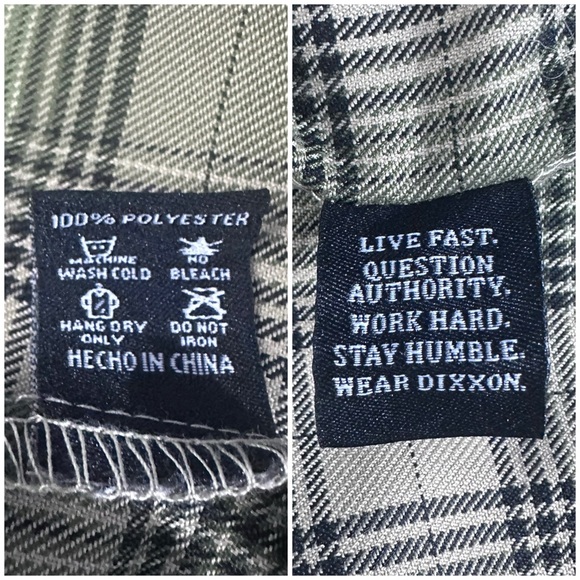 100% POLYESTER
MACHINE NO
WASH COLD BLEACH
HANG DRY DO NOT
ONLY IRON
HECHO IN CHINA
LIVE FAST.
QUESTION
AUTHORITY.
WORK HARD.
STAY HUMBLE.
WEAR DIXXON.